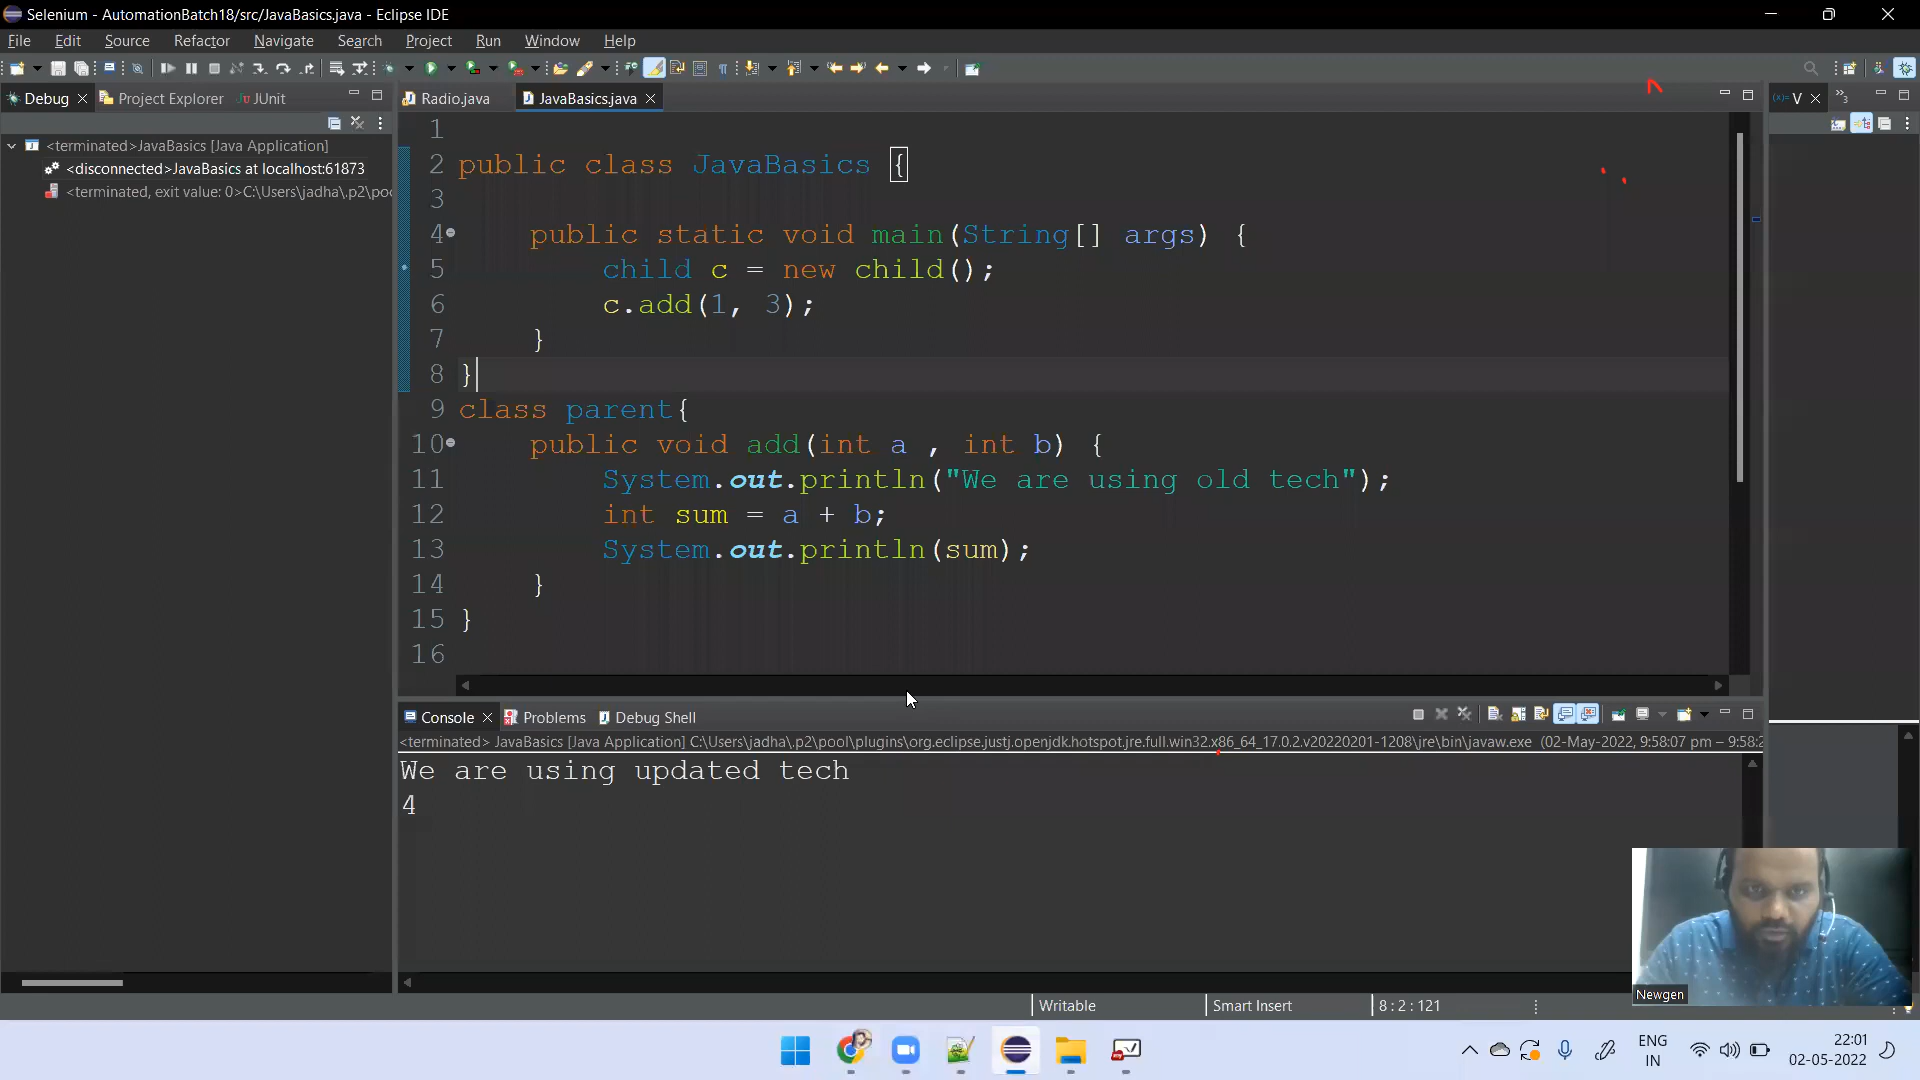 Selenium - AutomationBatch18/src/JavaBasics.java - Eclipse IDE
File Edit Source Refactor Navigate Search Project Run Window Help
Debug Project Explorer JUnit
Radio.java JavaBasics.java
(x)= V
<terminated>JavaBasics [Java Application]
<disconnected>JavaBasics at localhost:61873
<terminated, exit value: 0>C:\Users\jadha\.p2\poo
1
2 public class JavaBasics {
3
4 public static void main(String[] args) {
5 child c = new child();
6 c.add(1, 3);
7 }
8 }
9 class parent{
10 public void add(int a , int b) {
11 System.out.println("We are using old tech");
12 int sum = a + b;
13 System.out.println(sum);
14 }
15 }
16
Console Problems Debug Shell
<terminated> JavaBasics [Java Application] C:\Users\jadha\.p2\pool\plugins\org.eclipse.justj.openjdk.hotspot.jre.full.win32.x86_64_17.0.2.v20220201-1208\jre\bin\javaw.exe (02-May-2022, 9:58:07 pm – 9:58:2
We are using updated tech
4
Newgen
Writable Smart Insert 8 : 2 : 121
ENG
IN
22:01
02-05-2022